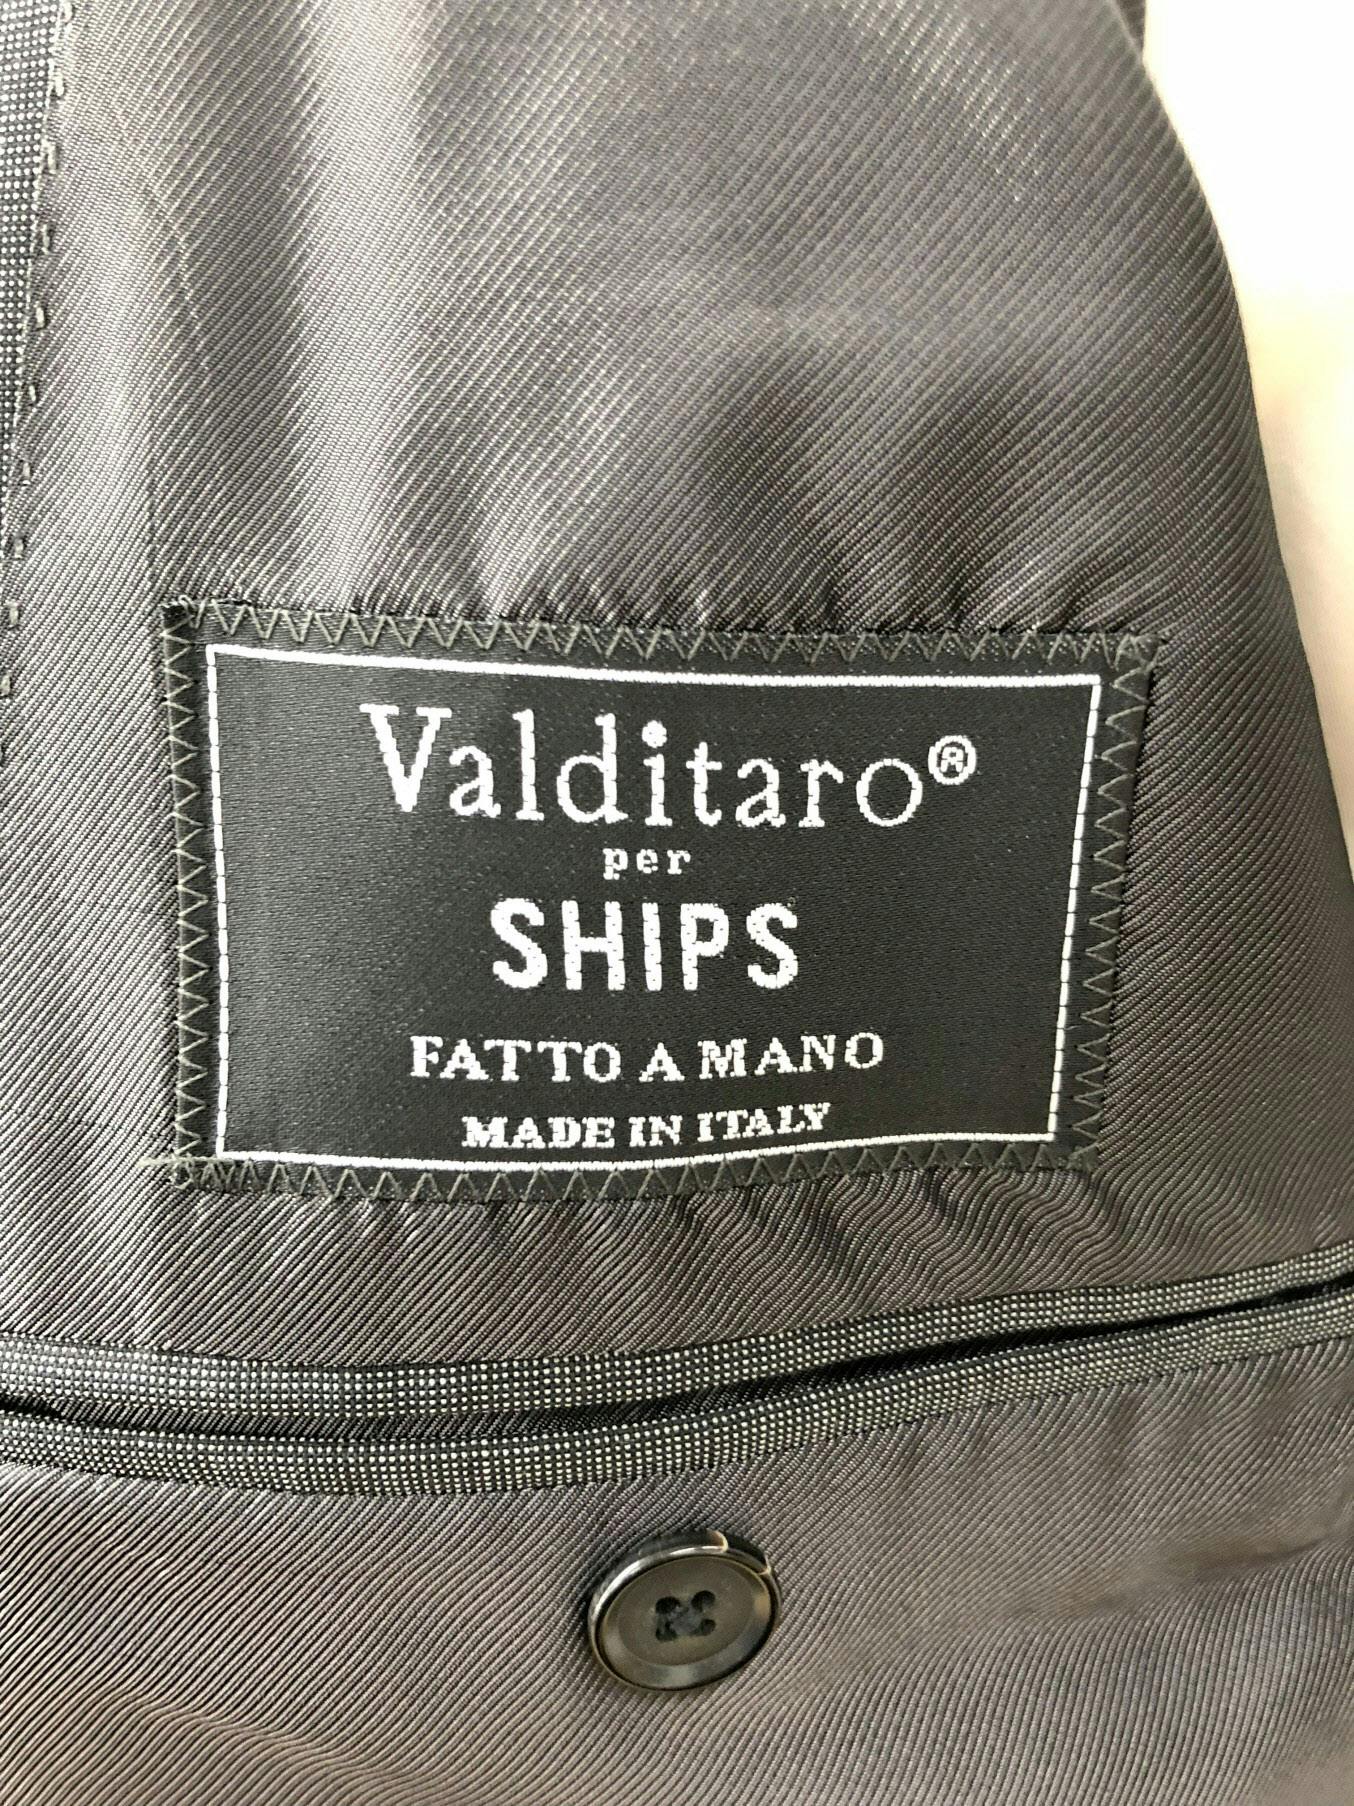 Valditaro®
per
SHIPS
FATTO A MANO
MADE IN ITALY